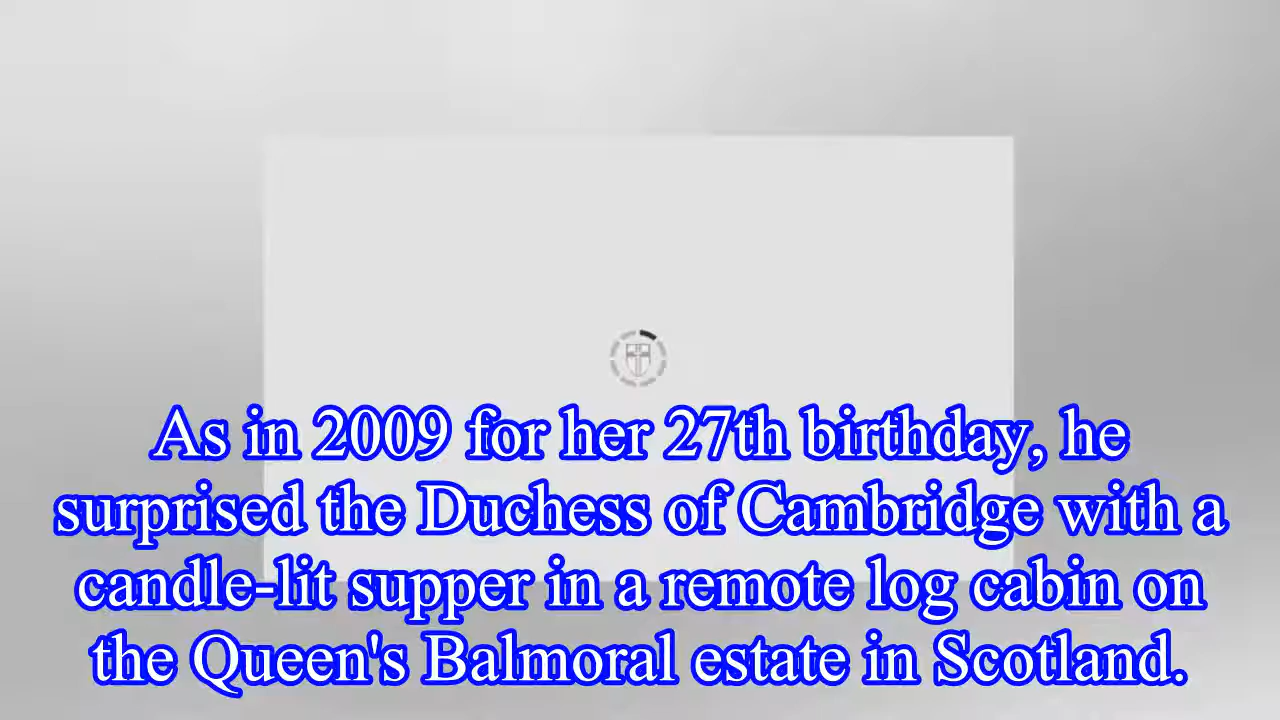 As in 2009 for her 27th birthday, he
surprised the Duchess of Cambridge with a
candle-lit supper in a remote log cabin on
the Queen's Balmoral estate in Scotland.